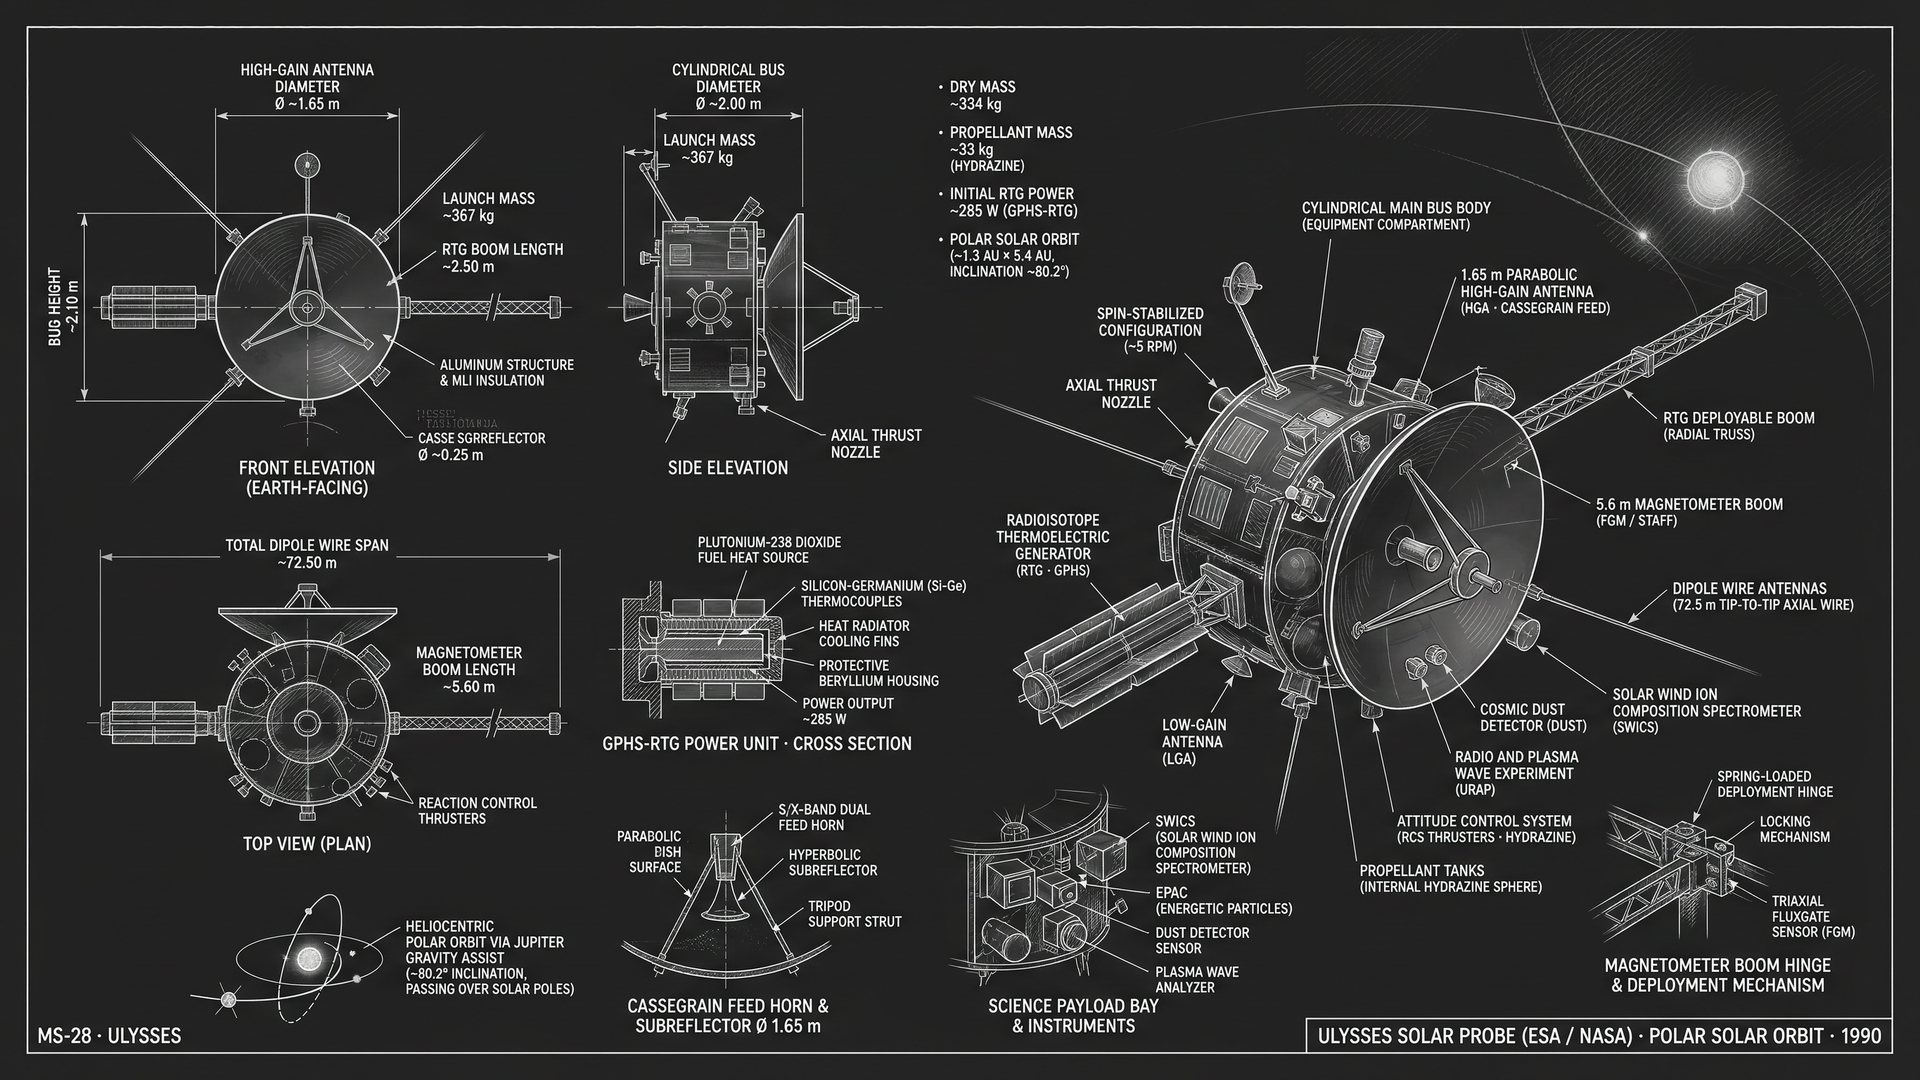 HIGH-GAIN ANTENNA
DIAMETER
Ø ~1.65 m
LAUNCH MASS
~367 kg
RTG BOOM LENGTH
~2.50 m
BUG HEIGHT
~2.10 m
ALUMINUM STRUCTURE
& MLI INSULATION
CASSE SGRREFLECTOR
Ø ~0.25 m
FRONT ELEVATION
(EARTH-FACING)
CYLINDRICAL BUS
DIAMETER
Ø ~2.00 m
LAUNCH MASS
~367 kg
AXIAL THRUST
NOZZLE
SIDE ELEVATION
• DRY MASS
~334 kg
• PROPELLANT MASS
~33 kg
(HYDRAZINE)
• INITIAL RTG POWER
~285 W (GPHS-RTG)
• POLAR SOLAR ORBIT
(~1.3 AU × 5.4 AU,
INCLINATION ~80.2°)
CYLINDRICAL MAIN BUS BODY
(EQUIPMENT COMPARTMENT)
1.65 m PARABOLIC
HIGH-GAIN ANTENNA
(HGA · CASSEGRAIN FEED)
SPIN-STABILIZED
CONFIGURATION
(~5 RPM)
AXIAL THRUST
NOZZLE
RTG DEPLOYABLE BOOM
(RADIAL TRUSS)
5.6 m MAGNETOMETER BOOM
(FGM / STAFF)
RADIOISOTOPE
THERMOELECTRIC
GENERATOR
(RTG · GPHS)
DIPOLE WIRE ANTENNAS
(72.5 m TIP-TO-TIP AXIAL WIRE)
SOLAR WIND ION
COMPOSITION SPECTROMETER
(SWICS)
COSMIC DUST
DETECTOR (DUST)
LOW-GAIN
ANTENNA
(LGA)
RADIO AND PLASMA
WAVE EXPERIMENT
(URAP)
ATTITUDE CONTROL SYSTEM
(RCS THRUSTERS · HYDRAZINE)
PROPELLANT TANKS
(INTERNAL HYDRAZINE SPHERE)
TOTAL DIPOLE WIRE SPAN
~72.50 m
MAGNETOMETER
BOOM LENGTH
~5.60 m
REACTION CONTROL
THRUSTERS
TOP VIEW (PLAN)
PLUTONIUM-238 DIOXIDE
FUEL HEAT SOURCE
SILICON-GERMANIUM (Si-Ge)
THERMOCOUPLES
HEAT RADIATOR
COOLING FINS
PROTECTIVE
BERYLLIUM HOUSING
POWER OUTPUT
~285 W
GPHS-RTG POWER UNIT · CROSS SECTION
HELIOCENTRIC
POLAR ORBIT VIA JUPITER
GRAVITY ASSIST
(~80.2° INCLINATION,
PASSING OVER SOLAR POLES)
S/X-BAND DUAL
FEED HORN
PARABOLIC
DISH
SURFACE
HYPERBOLIC
SUBREFLECTOR
TRIPOD
SUPPORT STRUT
CASSEGRAIN FEED HORN &
SUBREFLECTOR Ø 1.65 m
SWICS
(SOLAR WIND ION
COMPOSITION
SPECTROMETER)
EPAC
(ENERGETIC PARTICLES)
DUST DETECTOR
SENSOR
PLASMA WAVE
ANALYZER
SCIENCE PAYLOAD BAY
& INSTRUMENTS
SPRING-LOADED
DEPLOYMENT HINGE
LOCKING
MECHANISM
TRIAXIAL
FLUXGATE
SENSOR (FGM)
MAGNETOMETER BOOM HINGE
& DEPLOYMENT MECHANISM
MS-28 · ULYSSES
ULYSSES SOLAR PROBE (ESA / NASA) · POLAR SOLAR ORBIT · 1990